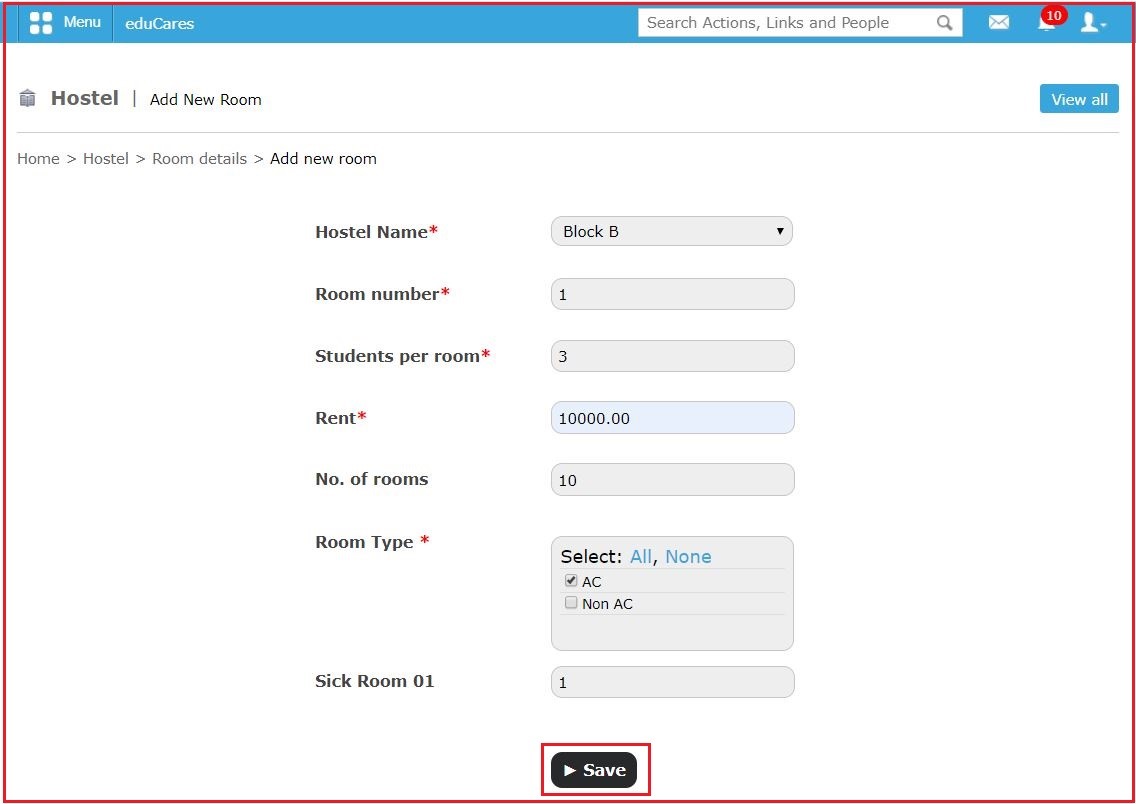 Menu eduCares Search Actions, Links and People 10
Hostel | Add New Room View all
Home > Hostel > Room details > Add new room
Hostel Name* Block B
Room number* 1
Students per room* 3
Rent* 10000.00
No. of rooms 10
Room Type * Select: All, None
AC
Non AC
Sick Room 01 1
Save